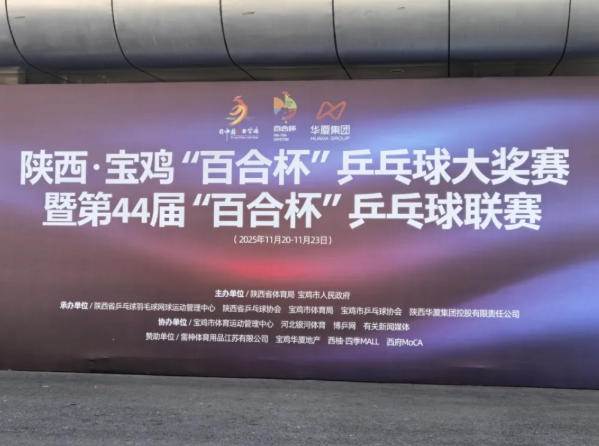 百合杯
华厦集团
HUAXIA GROUP
陕西·宝鸡“百合杯”乒乓球大奖赛
暨第44届“百合杯”乒乓球联赛
（2025年11月20-11月23日）
主办单位/陕西省体育局 宝鸡市人民政府
承办单位/陕西省乒乓球羽毛球网球运动管理中心 陕西省乒乓球协会 宝鸡市体育局 宝鸡市乒乓球协会 陕西华厦集团控股有限责任公司
协办单位/宝鸡市体育运动管理中心 河北银河体育 博乒网 有关新闻媒体
赞助单位/雷神体育用品江苏有限公司 宝鸡华厦地产 西柚·四季MALL 西府MoCA